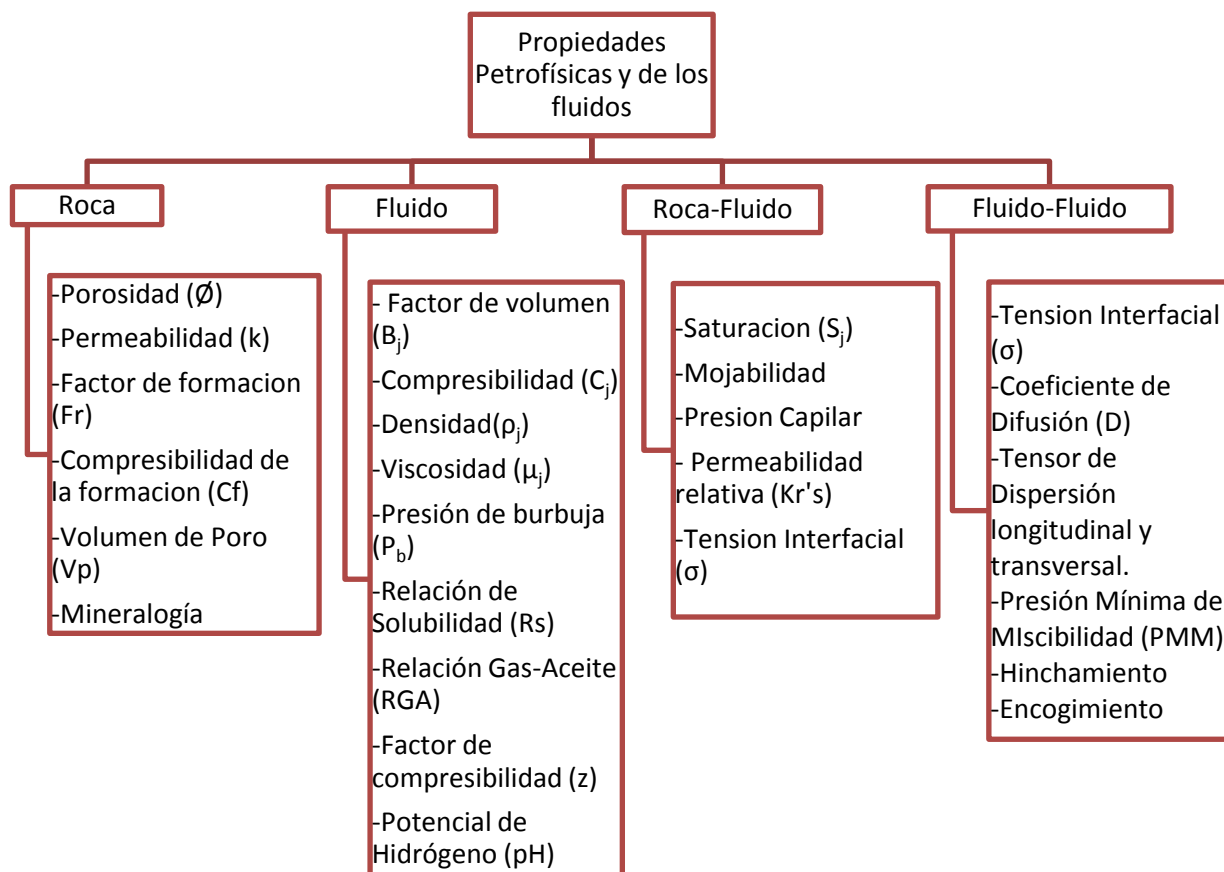 Propiedades
Petrofísicas y de los
fluidos
Roca
-Porosidad (Ø)
-Permeabilidad (k)
-Factor de formacion
(Fr)
-Compresibilidad de
la formacion (Cf)
-Volumen de Poro
(Vp)
-Mineralogía
Fluido
- Factor de volumen
(Bj)
-Compresibilidad (Cj)
-Densidad(ρj)
-Viscosidad (μj)
-Presión de burbuja
(Pb)
-Relación de
Solubilidad (Rs)
-Relación Gas-Aceite
(RGA)
-Factor de
compresibilidad (z)
-Potencial de
Hidrógeno (pH)
Roca-Fluido
-Saturacion (Sj)
-Mojabilidad
-Presion Capilar
- Permeabilidad
relativa (Kr's)
-Tension Interfacial
(σ)
Fluido-Fluido
-Tension Interfacial
(σ)
-Coeficiente de
Difusión (D)
-Tensor de
Dispersión
longitudinal y
transversal.
-Presión Mínima de
MIscibilidad (PMM)
-Hinchamiento
-Encogimiento